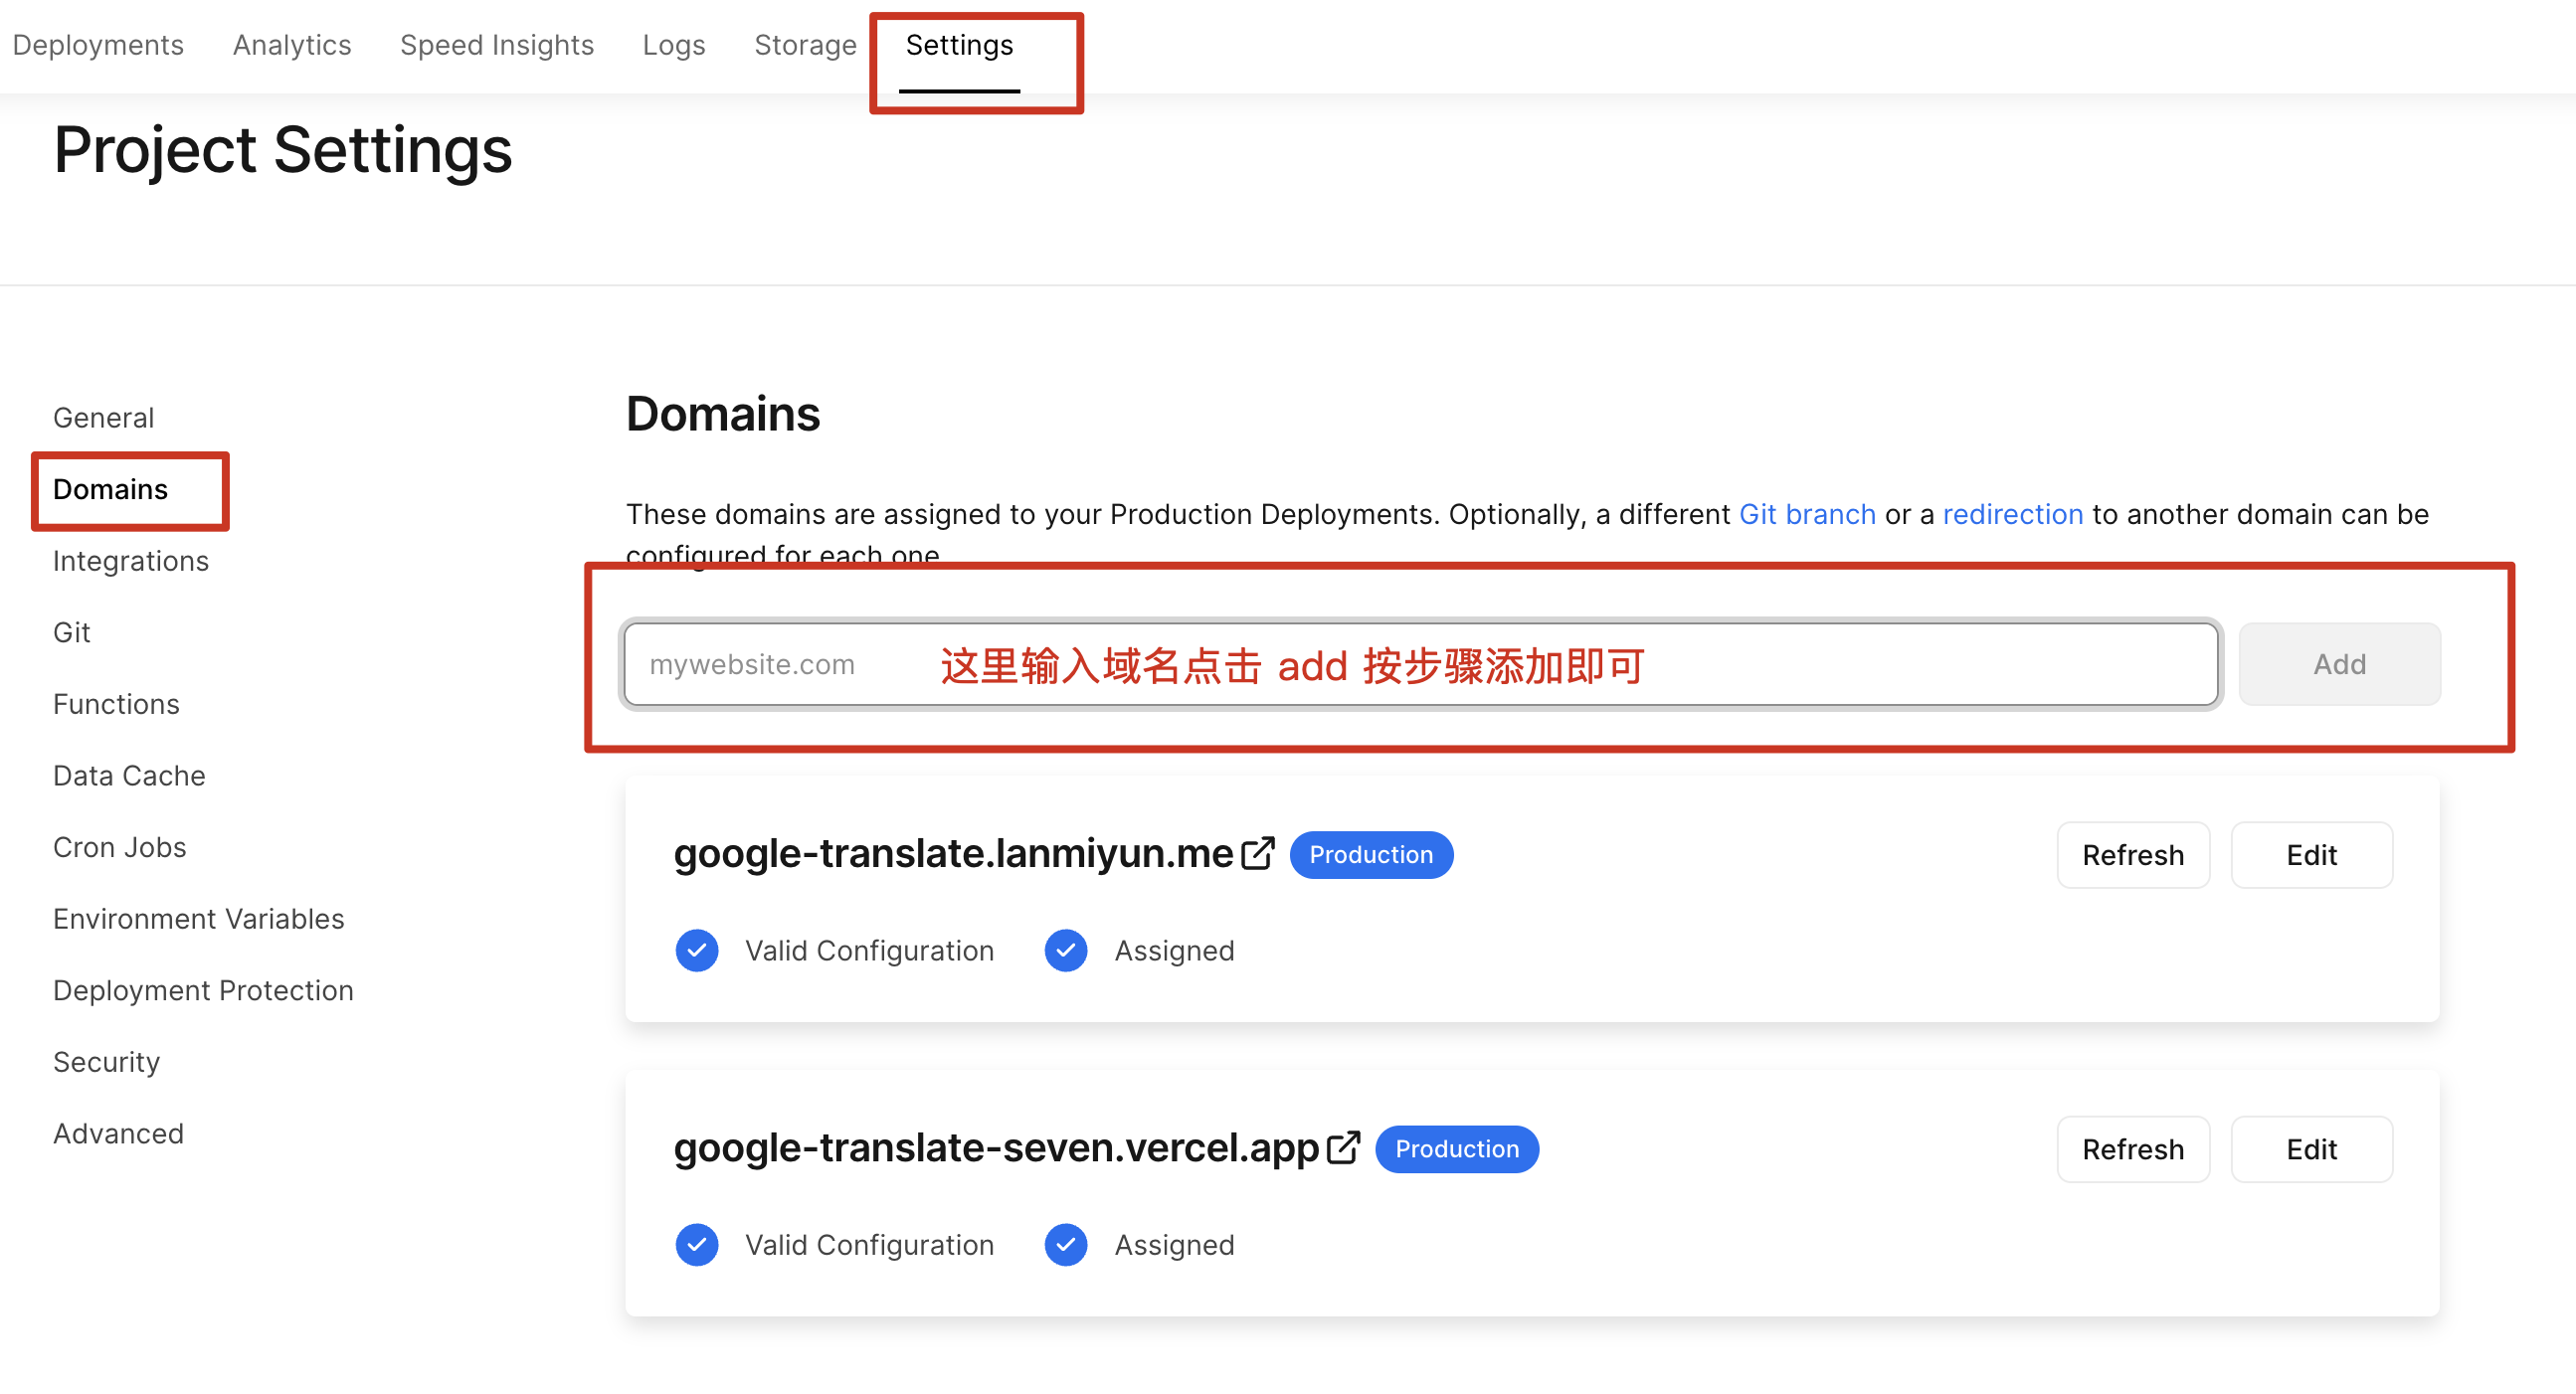 Deployments Analytics Speed Insights Logs Storage Settings
Project Settings
General
Domains
Integrations
Git
Functions
Data Cache
Cron Jobs
Environment Variables
Deployment Protection
Security
Advanced
Domains
These domains are assigned to your Production Deployments. Optionally, a different Git branch or a redirection to another domain can be
configured for each one
mywebsite.com 这里输入域名点击 add 按步骤添加即可 Add
google-translate.lanmiyun.me Production Refresh Edit
Valid Configuration Assigned
google-translate-seven.vercel.app Production Refresh Edit
Valid Configuration Assigned